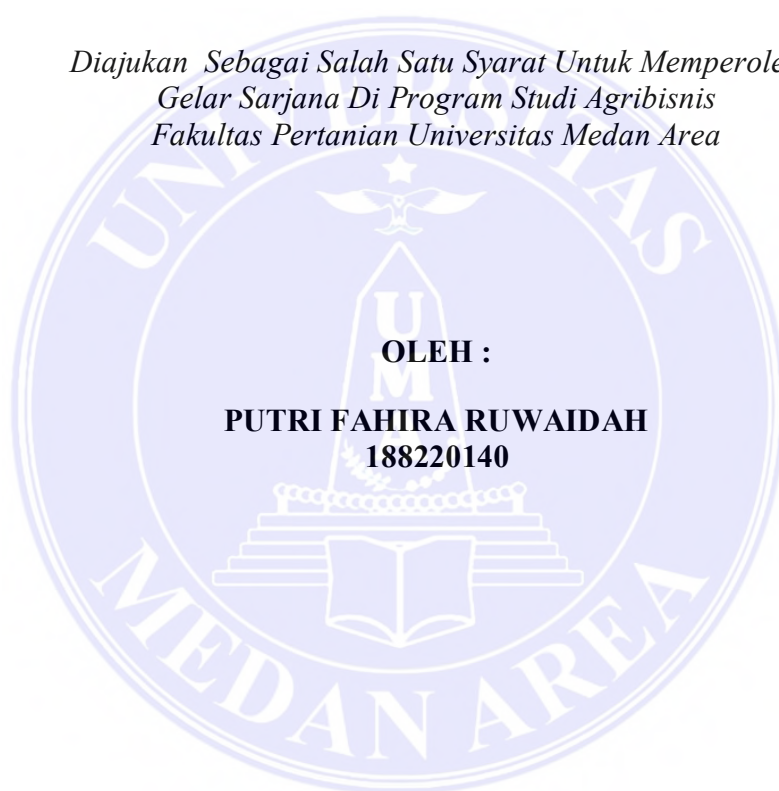 Diajukan Sebagai Salah Satu Syarat Untuk Memperole
Gelar Sarjana Di Program Studi Agribisnis
Fakultas Pertanian Universitas Medan Area
UNIVERSITAS
UMA
OLEH :
PUTRI FAHIRA RUWAIDAH
188220140
MEDAN AREA